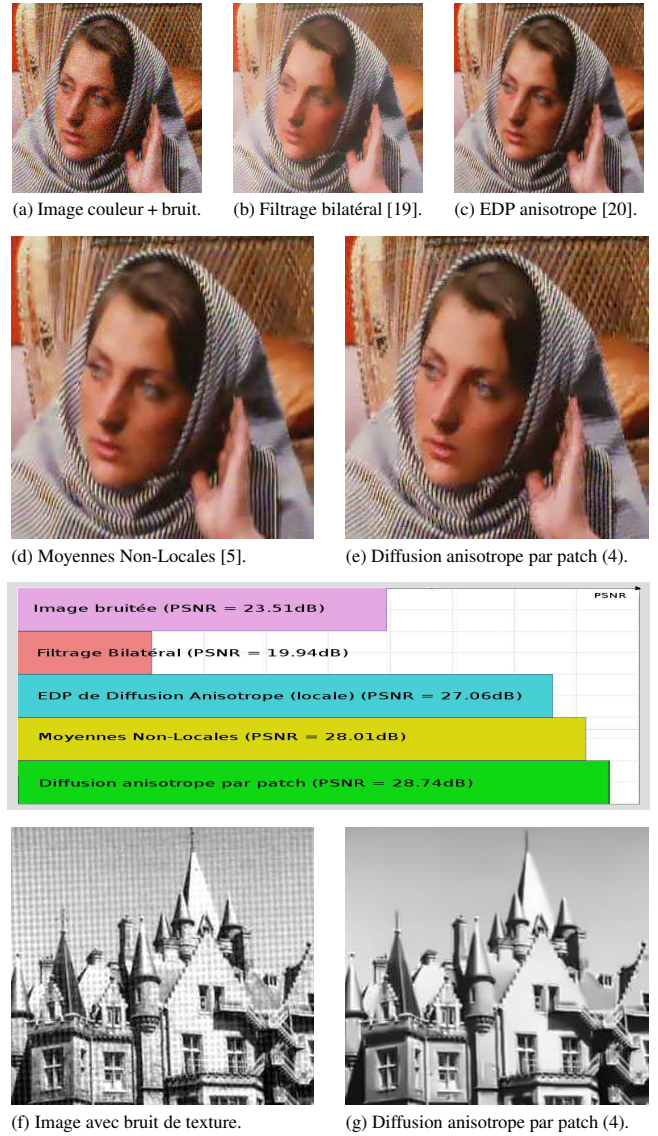 (a) Image couleur + bruit.
(b) Filtrage bilatéral [19].
(c) EDP anisotrope [20].
(d) Moyennes Non-Locales [5].
(e) Diffusion anisotrope par patch (4).
PSNR
Image bruitée (PSNR = 23.51dB)
Filtrage Bilatéral (PSNR = 19.94dB)
EDP de Diffusion Anisotrope (locale) (PSNR = 27.06dB)
Moyennes Non-Locales (PSNR = 28.01dB)
Diffusion anisotrope par patch (PSNR = 28.74dB)
(f) Image avec bruit de texture.
(g) Diffusion anisotrope par patch (4).